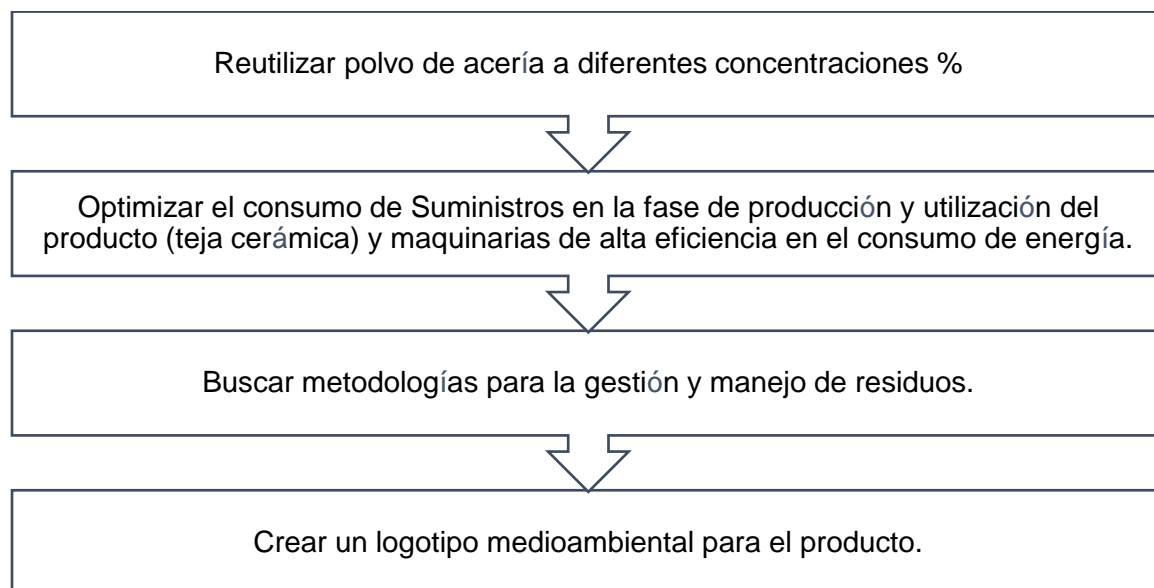 Reutilizar polvo de acería a diferentes concentraciones %
Optimizar el consumo de Suministros en la fase de producción y utilización del
producto (teja cerámica) y maquinarias de alta eficiencia en el consumo de energía.
Buscar metodologías para la gestión y manejo de residuos.
Crear un logotipo medioambiental para el producto.